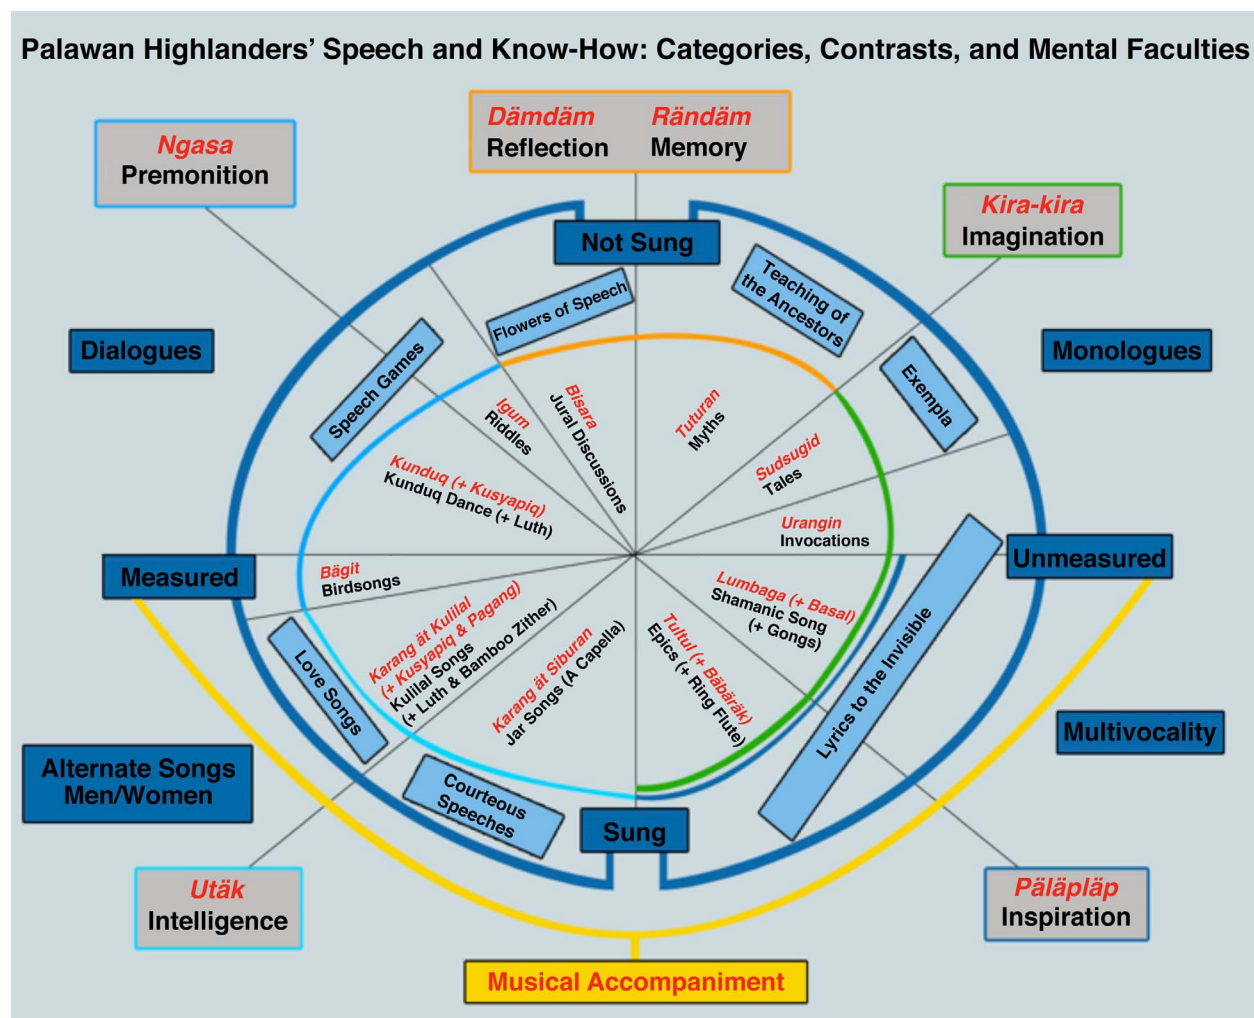 Palawan Highlanders’ Speech and Know-How: Categories, Contrasts, and Mental Faculties
Ngasa
Premonition
Dämdäm
Reflection
Rändäm
Memory
Kira-kira
Imagination
Not Sung
Dialogues
Monologues
Speech Games
Flowers of Speech
Teaching of
the Ancestors
Exempla
Igum
Riddles
Bisara
Jural Discussions
Tuturan
Myths
Sudsugid
Tales
Kunduq (+ Kusyapiq)
Kunduq Dance (+ Luth)
Urangin
Invocations
Measured
Unmeasured
Bägit
Birdsongs
Lumbaga (+ Basal)
Shamanic Song
(+ Gongs)
Karang ät Kulilal
(+ Kusyapiq & Pagang)
Kulilal Songs
(+ Luth & Bamboo Zither)
Karang ät Siburan
Jar Songs (A Capella)
Tultul (+ Bäbäräk)
Epics (+ Ring Flute)
Love Songs
Lyrics to the Invisible
Courteous
Speeches
Alternate Songs
Men/Women
Multivocality
Sung
Utäk
Intelligence
Päläpläp
Inspiration
Musical Accompaniment